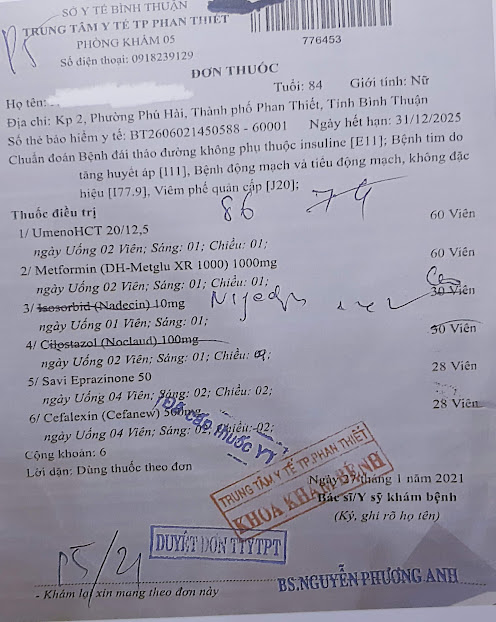 SỞ Y TẾ BÌNH THUẬN
TRUNG TÂM Y TẾ TP PHAN THIẾT
PHÒNG KHÁM 05
Số điện thoại: 0918239129
776453
ĐƠN THUỐC
Họ tên:
Tuổi: 84 Giới tính: Nữ
Địa chỉ: Kp 2, Phường Phú Hài, Thành phố Phan Thiết, Tỉnh Bình Thuận
Số thẻ bảo hiểm y tế: BT2606021450588 - 60001 Ngày hết hạn: 31/12/2025
Chuẩn đoán Bệnh đái tháo đường không phụ thuộc insuline [E11]; Bệnh tim do
tăng huyết áp [I11], Bệnh động mạch và tiểu động mạch, không đặc
hiệu [I77.9], Viêm phế quản cấp [J20];
86
Thuốc điều trị
1/ UmenoHCT 20/12,5 60 Viên
ngày Uống 02 Viên; Sáng: 01; Chiều: 01;
2/ Metformin (DH-Metglu XR 1000) 1000mg 60 Viên
ngày Uống 02 Viên; Sáng: 01; Chiều: 01;
3/ Isosorbid (Nadecin) 10mg 30 Viên
ngày Uống 01 Viên; Sáng: 01;
4/ Cilostazol (Noclaud) 100mg 30 Viên
ngày Uống 02 Viên; Sáng: 01; Chiều:
5/ Savi Eprazinone 50 28 Viên
ngày Uống 04 Viên; Sáng: 02; Chiều: 02;
6/ Cefalexin (Cefanew) 500mg 28 Viên
ngày Uống 04 Viên; Sáng: 02; Chiều: 02;
Đã cấp thuốc
Cộng khoản: 6
Lời dặn: Dùng thuốc theo đơn
TRUNG TÂM Y TẾ TP.PHAN THIẾT
KHOA KHÁM BỆNH
Ngày 27 tháng 1 năm 2021
Bác sĩ/Y sỹ khám bệnh
(Ký, ghi rõ họ tên)
DUYỆT ĐƠN TTYTPT
P5/21
BS.NGUYỄN PHƯƠNG ANH
- Khám lại xin mang theo đơn này